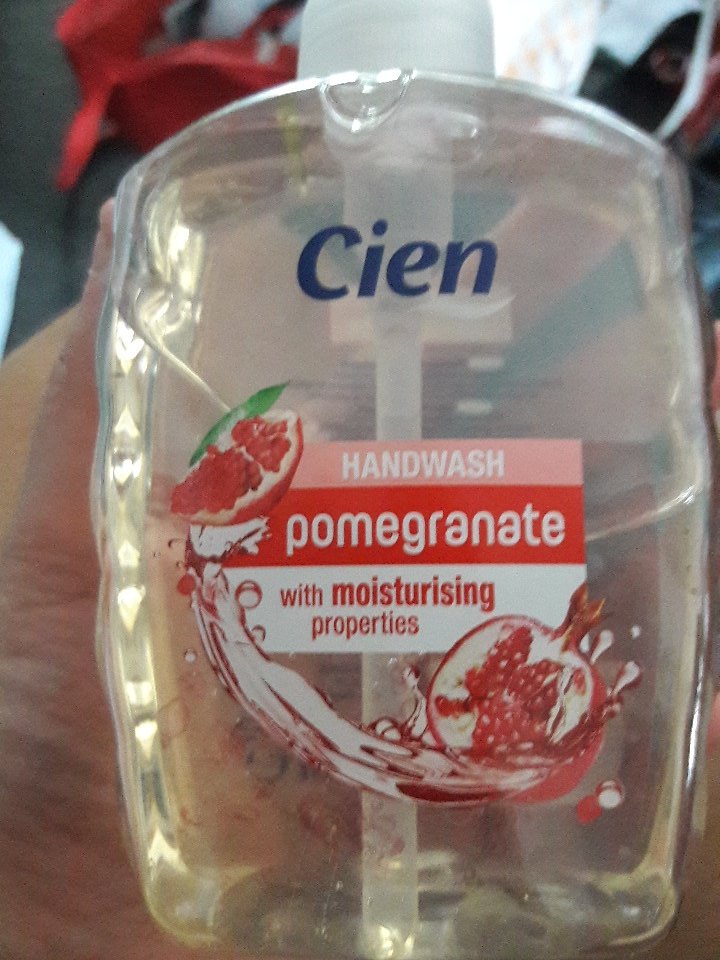 Cien
HANDWASH
pomegranate
with moisturising
properties